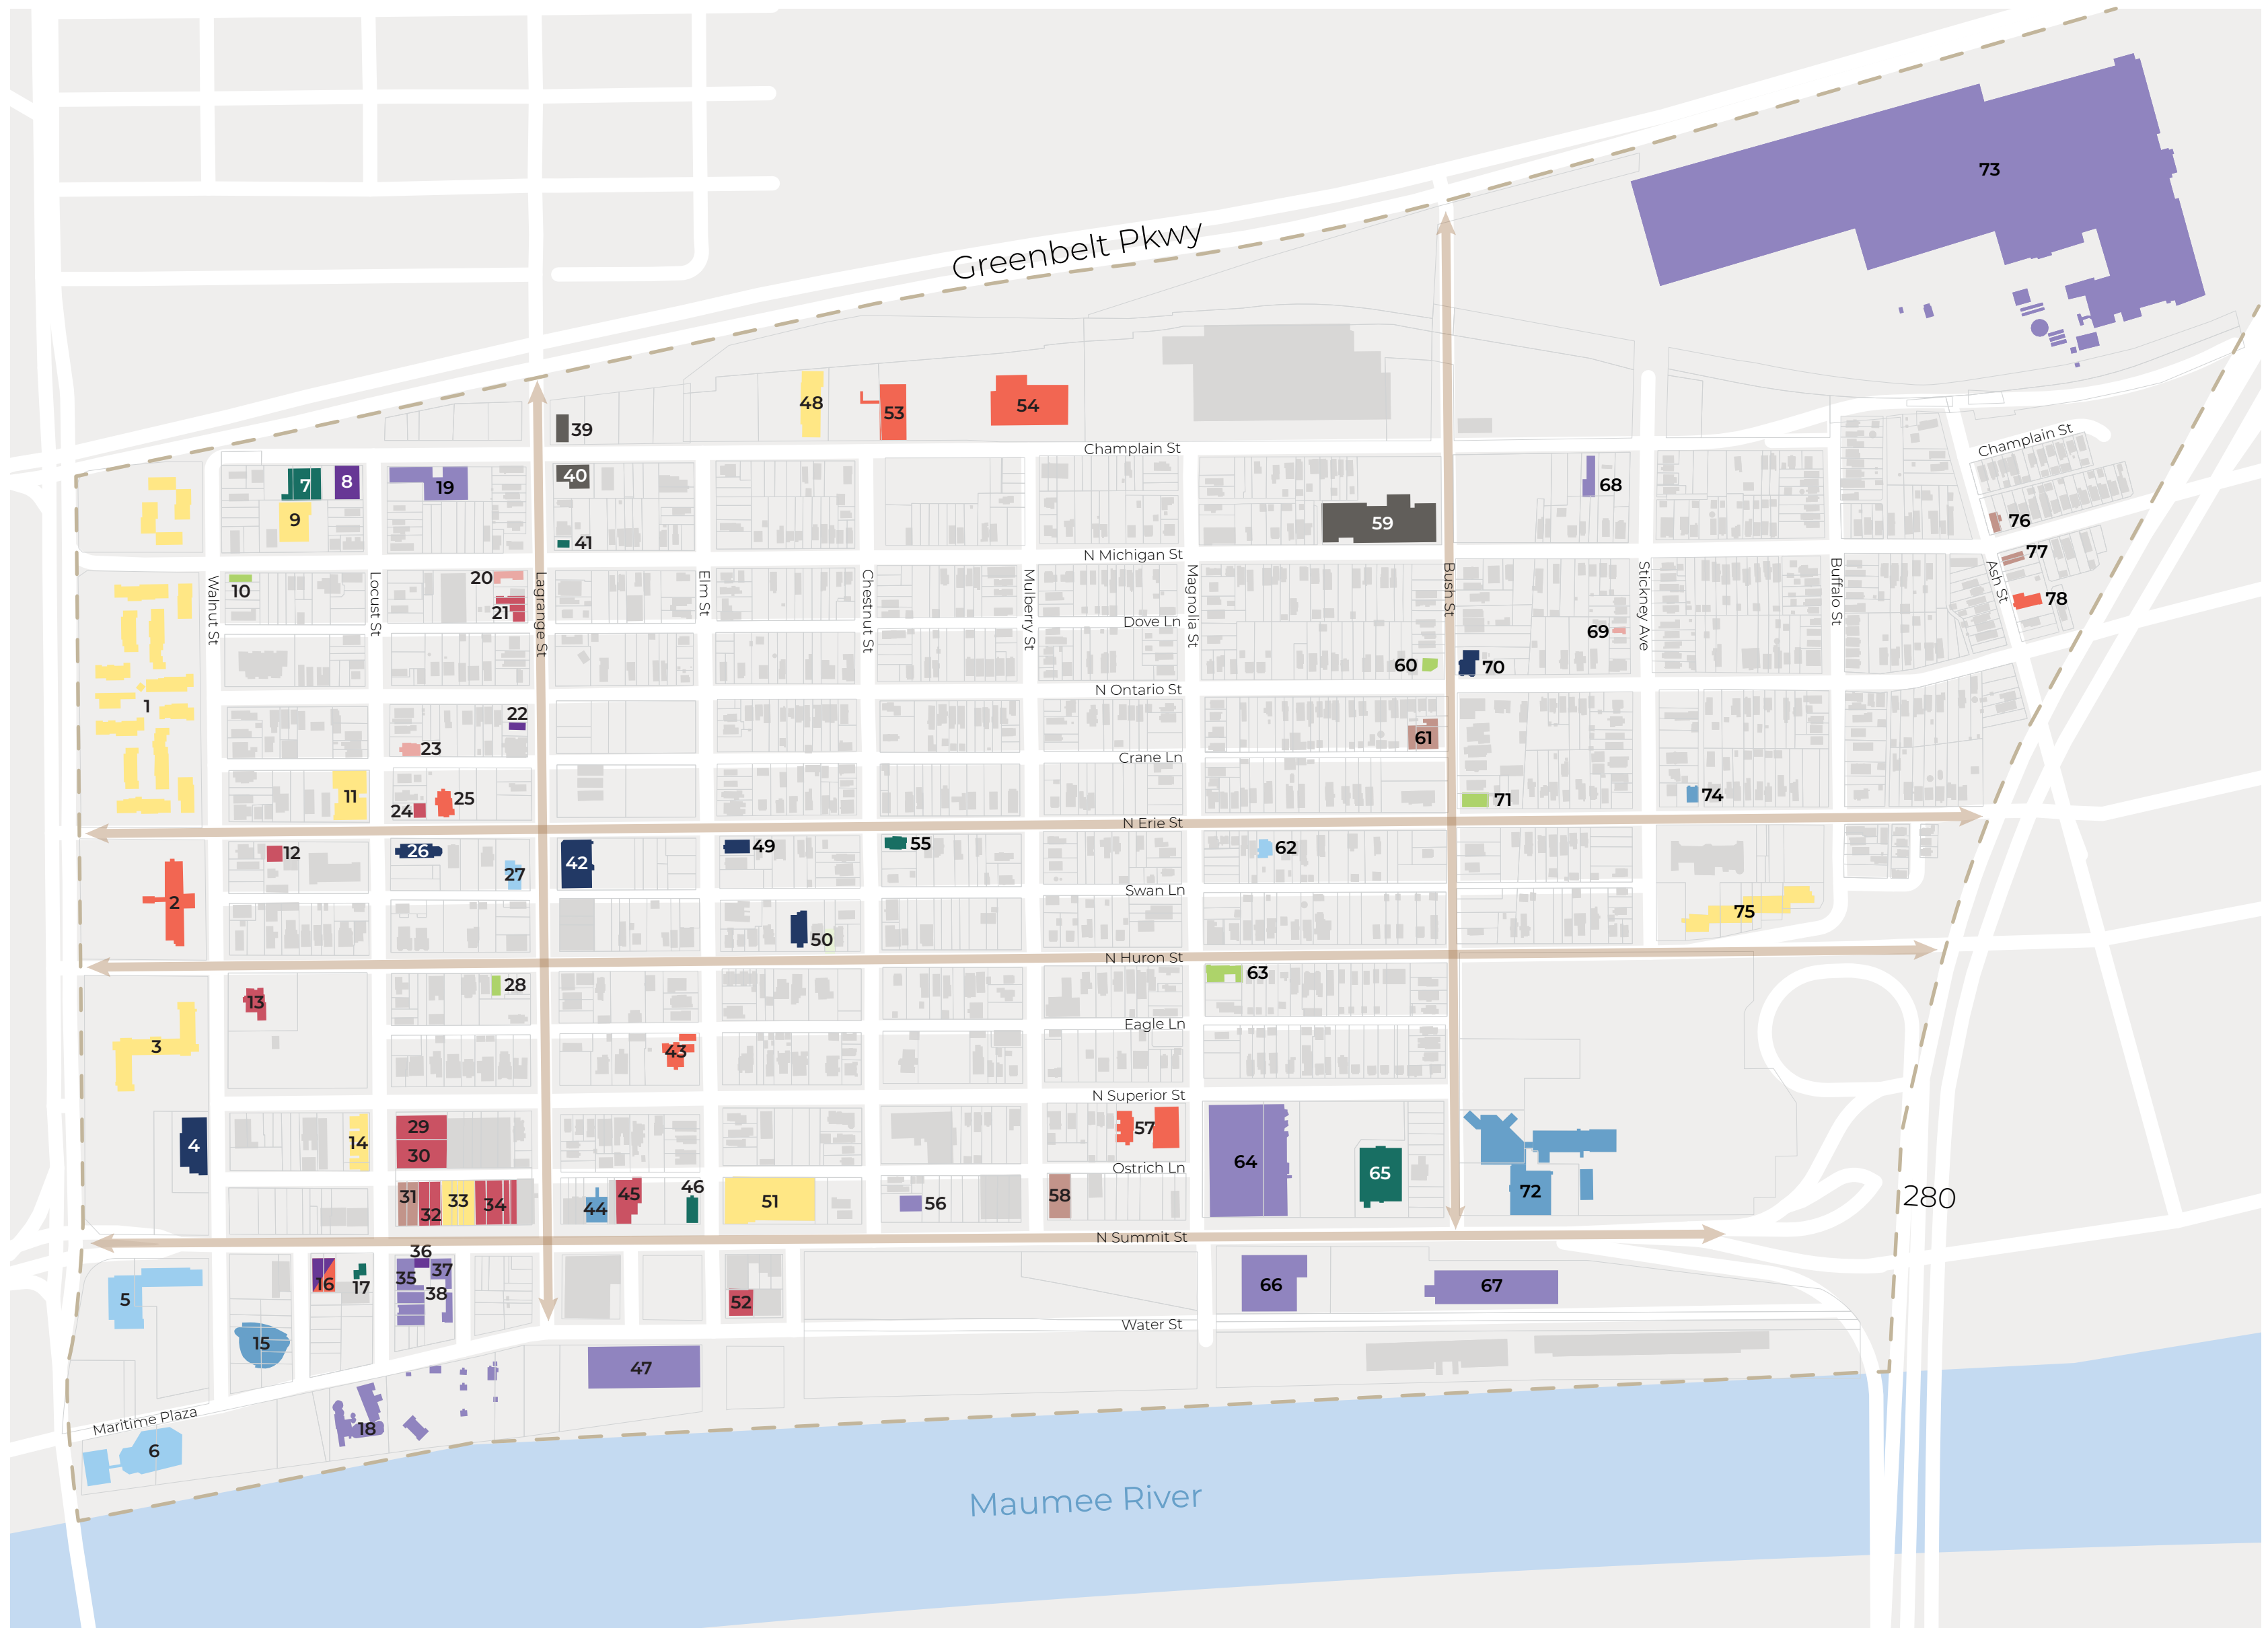 73
Greenbelt Pkwy
48
53
54
39
Champlain St
Champlain St
7
8
19
40
68
9
59
76
41
N Michigan St
77
10
Walnut St
Locust St
20
21
Lagrange St
Elm St
Chestnut St
Mulberry St
Magnolia St
Bush St
Stickney Ave
Buffalo St
Ash St
78
Dove Ln
69
60
70
N Ontario St
1
22
23
61
Crane Ln
11
24
25
71
74
N Erie St
12
26
27
42
49
55
62
2
Swan Ln
50
75
N Huron St
13
28
63
Eagle Ln
3
43
N Superior St
4
14
29
30
57
64
65
Ostrich Ln
72
31
32
33
34
44
45
46
51
56
58
280
N Summit St
5
16
17
36
35
37
38
52
66
67
15
Water St
47
Maritime Plaza
18
6
Maumee River